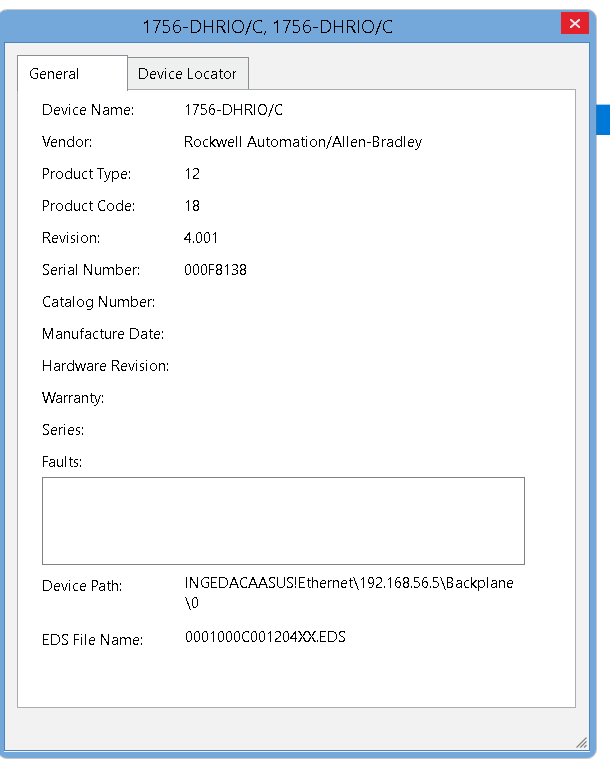 1756-DHRIO/C, 1756-DHRIO/C
General Device Locator
Device Name: 1756-DHRIO/C
Vendor: Rockwell Automation/Allen-Bradley
Product Type: 12
Product Code: 18
Revision: 4.001
Serial Number: 000F8138
Catalog Number:
Manufacture Date:
Hardware Revision:
Warranty:
Series:
Faults:
Device Path: INGEDACAASUS!Ethernet\192.168.56.5\Backplane
\0
EDS File Name: 0001000C001204XX.EDS